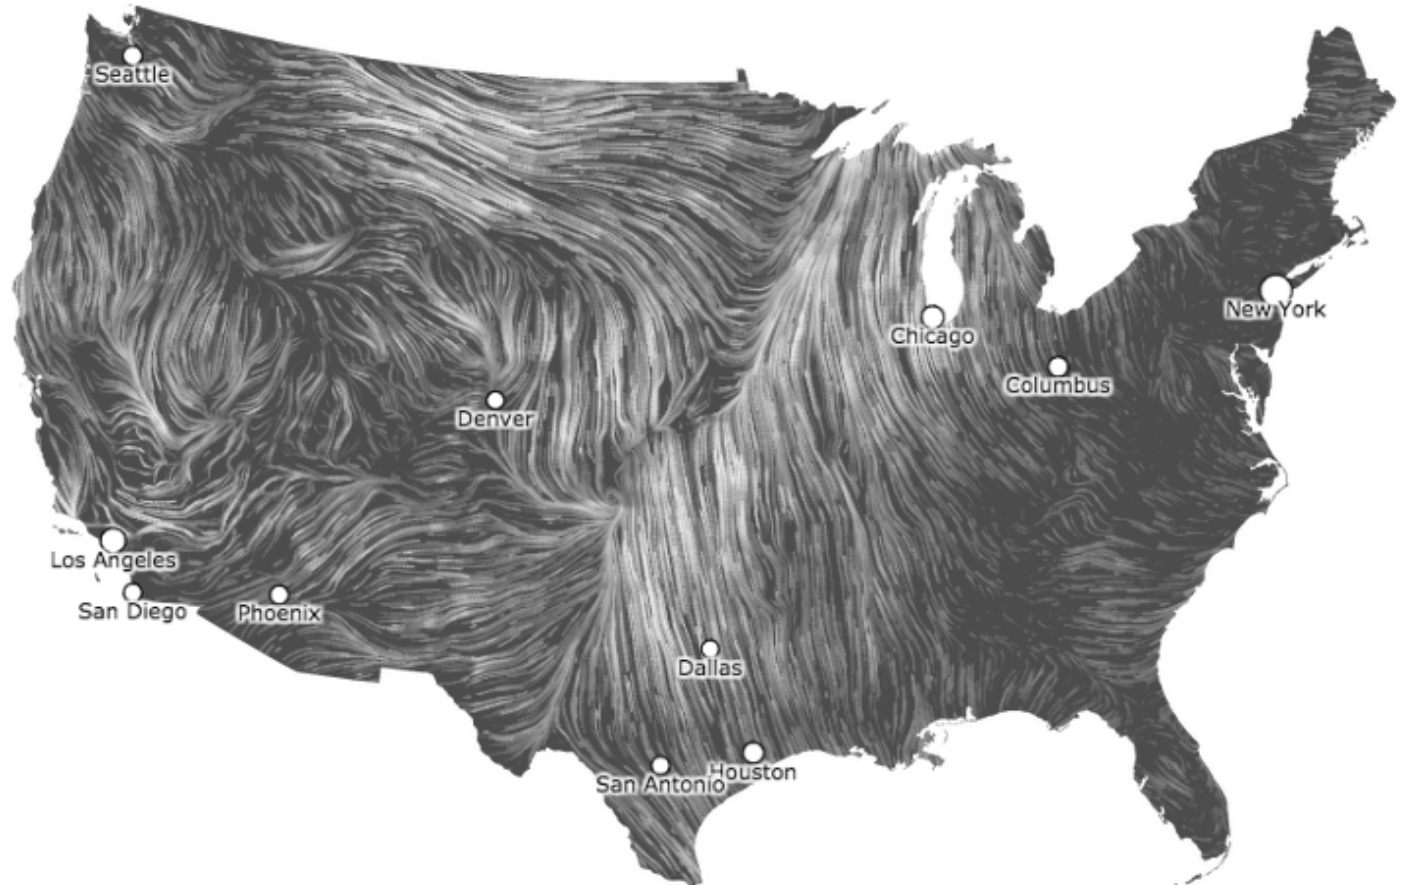 Seattle
New York
Chicago
Columbus
Denver
Los Angeles
San Diego
Phoenix
Dallas
Houston
San Antonio